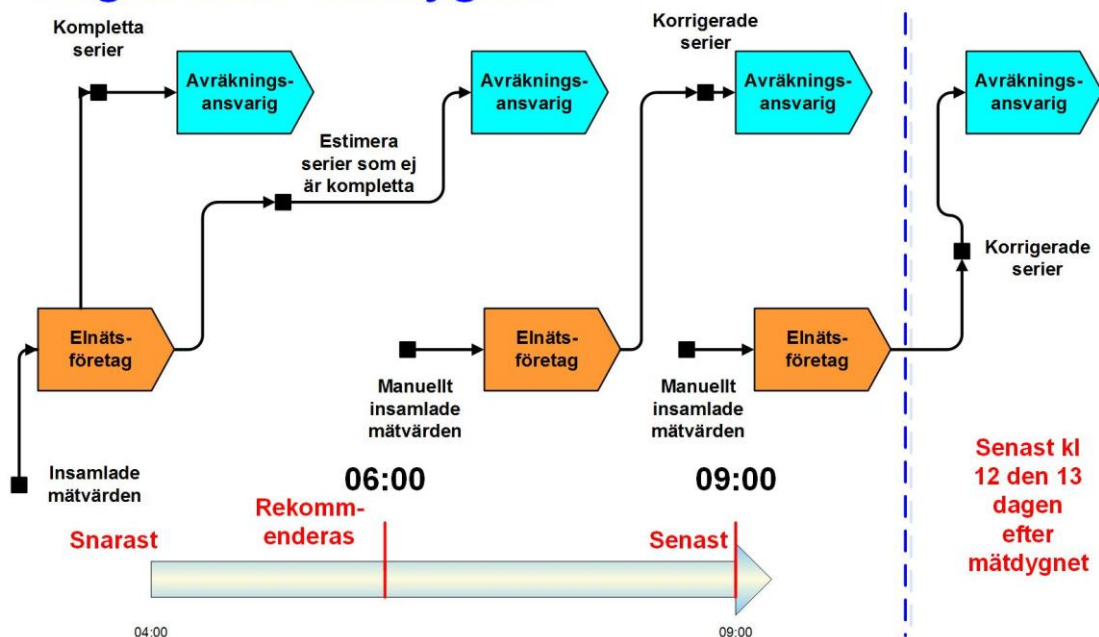 Kompletta
serier
Korrigerade
serier
Avräknings-
ansvarig
Avräknings-
ansvarig
Avräknings-
ansvarig
Avräknings-
ansvarig
Estimera
serier som ej
är kompletta
Korrigerade
serier
Elnäts-
företag
Elnäts-
företag
Elnäts-
företag
Manuellt
insamlade
mätvärden
Manuellt
insamlade
mätvärden
Insamlade
mätvärden
06:00
09:00
Senast kl
12 den 13
dagen
efter
mätdygnet
Snarast
Rekomm-
enderas
Senast
04:00
09:00